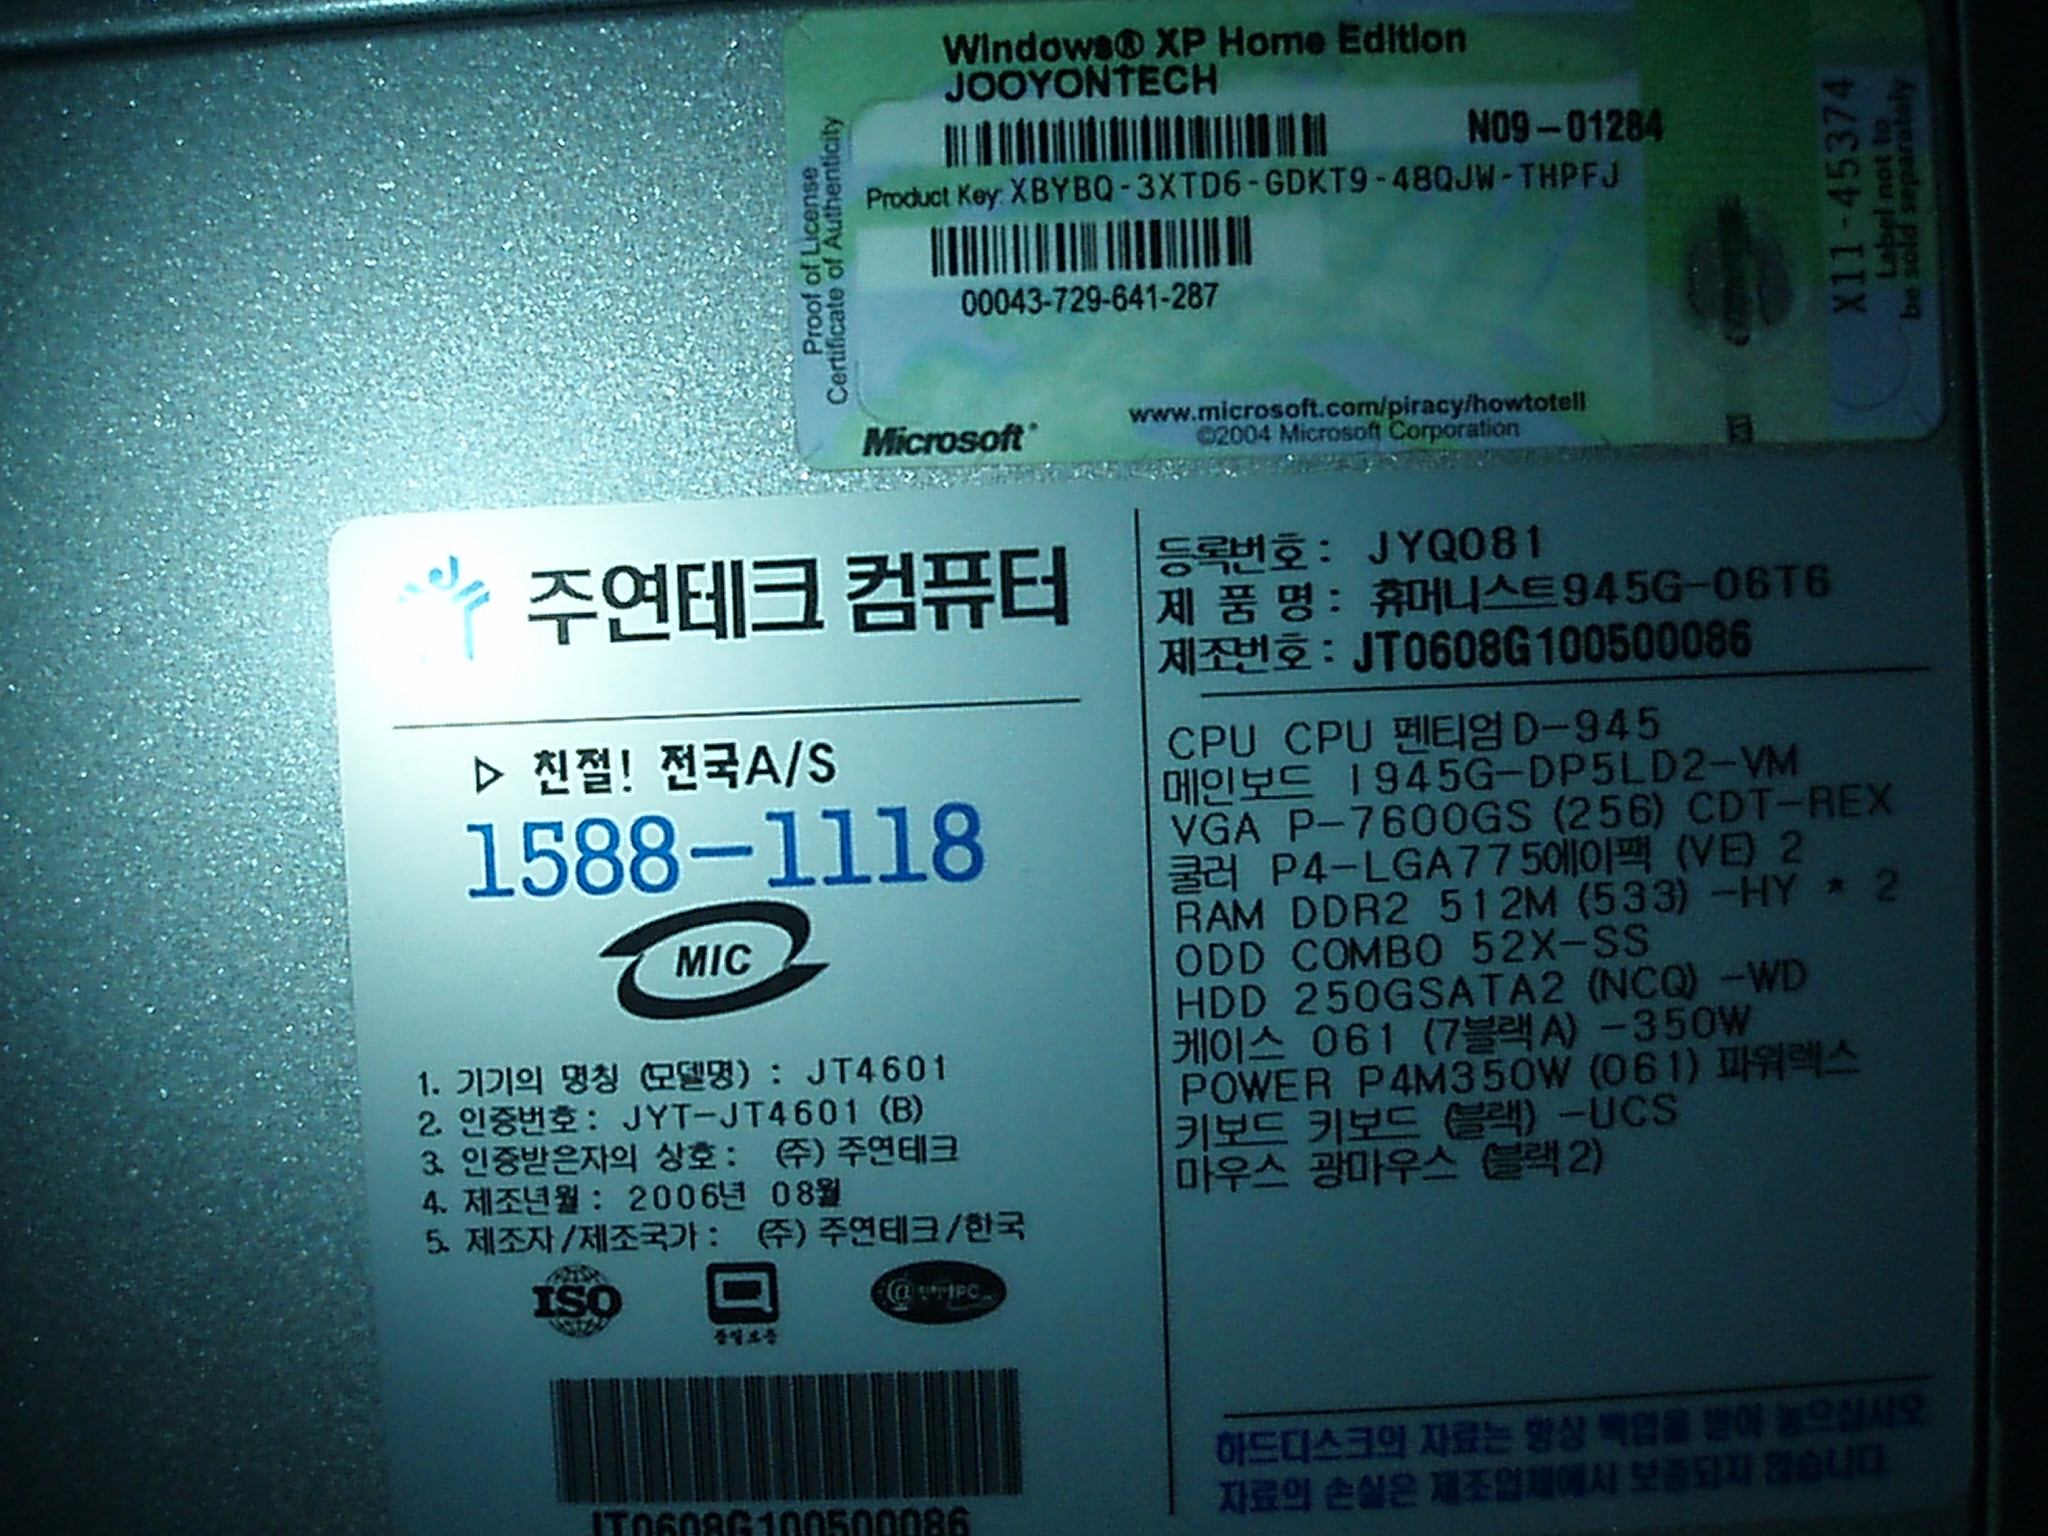 Windows® XP Home Edition
JOOYONTECH
N09-01284
Product Key: XBYBQ-3XTD6-GDKT9-48QJW-THPFJ
00043-729-641-287
Proof of License
Certificate of Authenticity
Microsoft®
www.microsoft.com/piracy/howtotell
©2004 Microsoft Corporation
X11-45374
Label not to
be sold separately
주연테크 컴퓨터
▷ 친절! 전국A/S
1588-1118
MIC
1. 기기의 명칭 (모델명) : JT4601
2. 인증번호 : JYT-JT4601 (B)
3. 인증받은자의 상호 : (주) 주연테크
4. 제조년월 : 2006년 08월
5. 제조자/제조국가 : (주) 주연테크/한국
ISO
품질보증
@ PC
JT0608G100500086
등록번호 : JYQ081
제 품 명 : 휴머니스트945G-06T6
제조번호 : JT0608G100500086
CPU CPU 펜티엄D-945
메인보드 I945G-DP5LD2-VM
VGA P-7600GS (256) CDT-REX
쿨러 P4-LGA775에이팩 (VE) 2
RAM DDR2 512M (533) -HY * 2
ODD COMBO 52X-SS
HDD 250GSATA2 (NCQ) -WD
케이스 061 (7블랙A) -350W
POWER P4M350W (061) 파워렉스
키보드 키보드 (블랙) -UCS
마우스 광마우스 (블랙2)
하드디스크의 자료는 항상 백업을 받아 놓으십시오
자료의 손실은 제조업체에서 보증되지 않습니다.